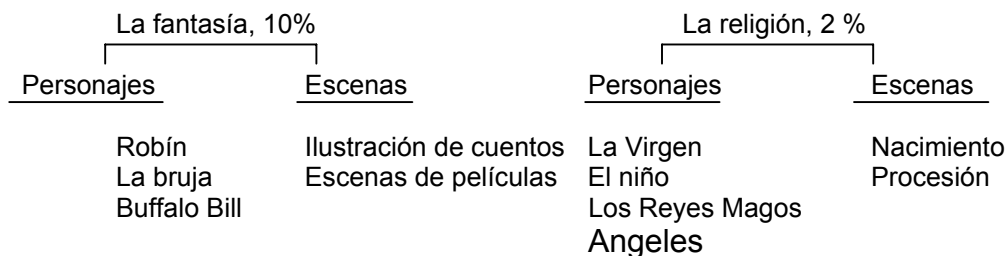 La fantasía, 10%
La religión, 2 %
Personajes
Escenas
Personajes
Escenas
Robín
La bruja
Buffalo Bill
Ilustración de cuentos
Escenas de películas
La Virgen
El niño
Los Reyes Magos
Angeles
Nacimiento
Procesión